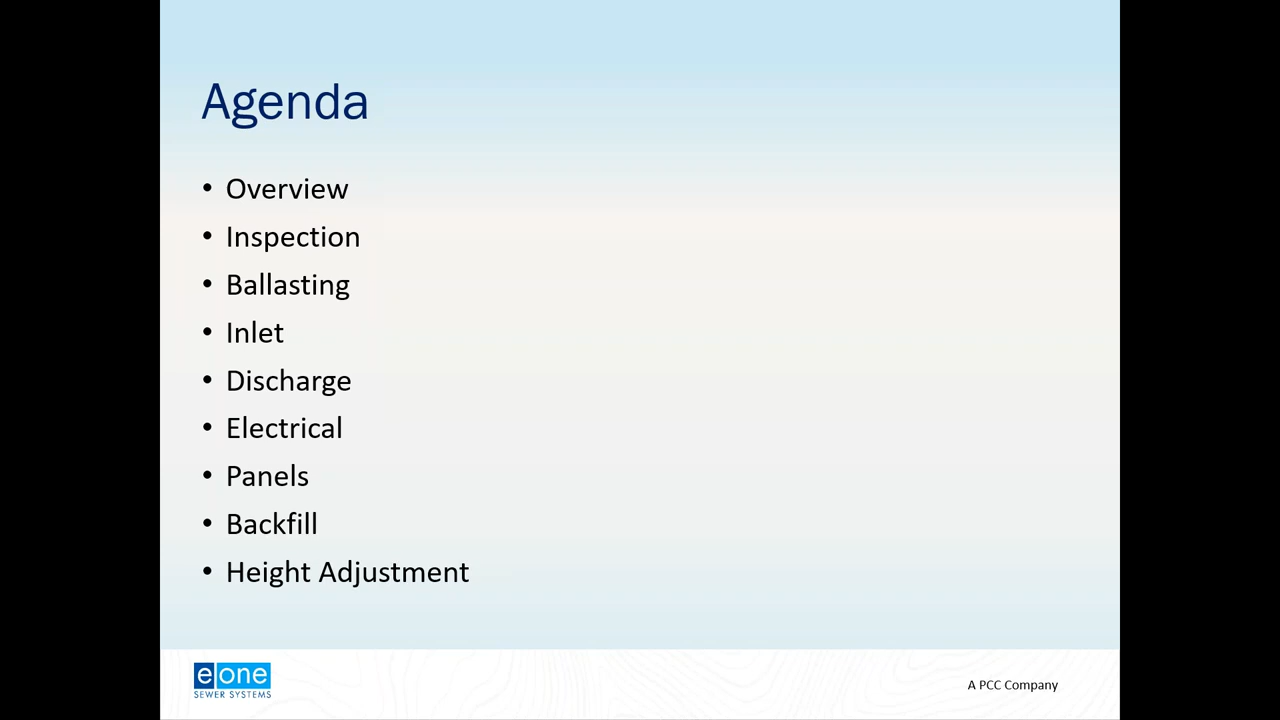 Agenda
• Overview
• Inspection
• Ballasting
• Inlet
• Discharge
• Electrical
• Panels
• Backfill
• Height Adjustment
eone
SEWER SYSTEMS
A PCC Company